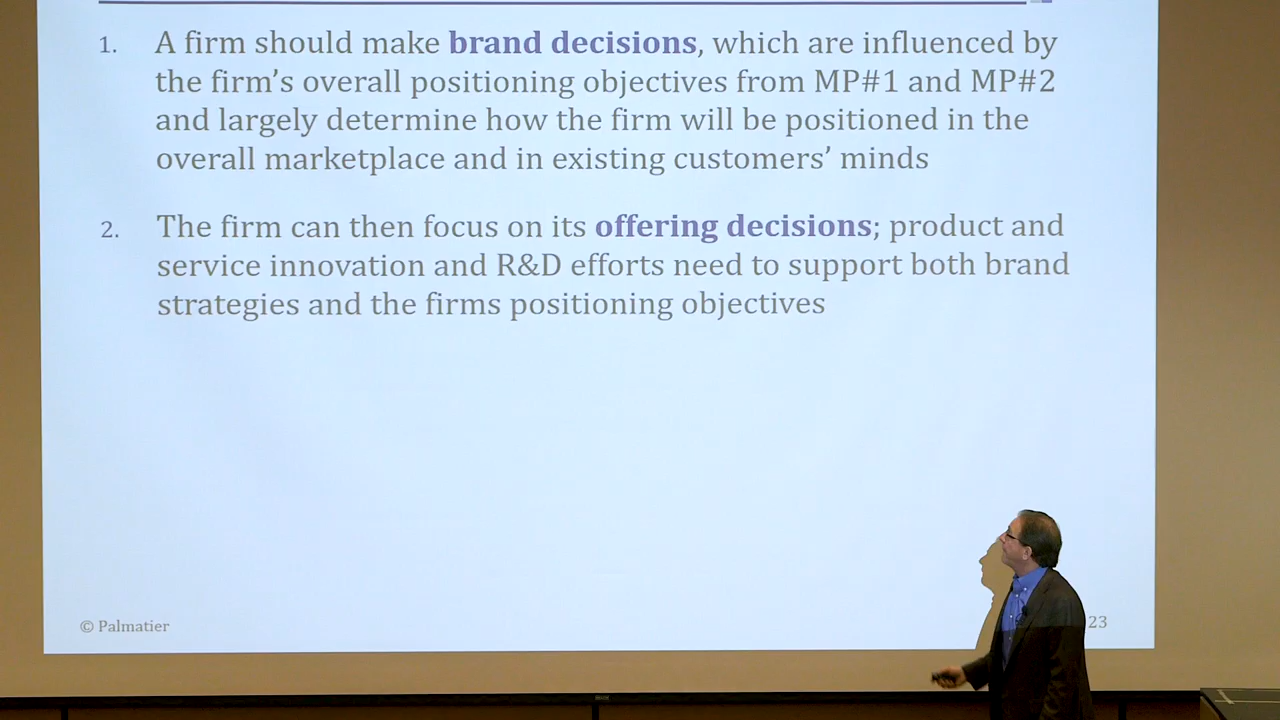 1. A firm should make brand decisions, which are influenced by
the firm’s overall positioning objectives from MP#1 and MP#2
and largely determine how the firm will be positioned in the
overall marketplace and in existing customers’ minds
2. The firm can then focus on its offering decisions; product and
service innovation and R&D efforts need to support both brand
strategies and the firms positioning objectives
© Palmatier
23